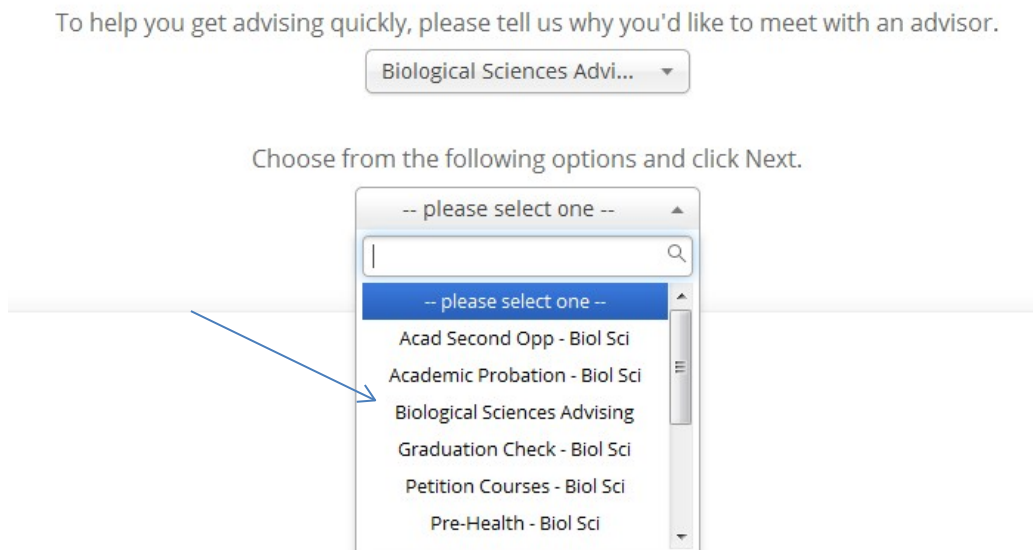 To help you get advising quickly, please tell us why you'd like to meet with an advisor.
Biological Sciences Advi...
Choose from the following options and click Next.
-- please select one --
-- please select one --
Acad Second Opp - Biol Sci
Academic Probation - Biol Sci
Biological Sciences Advising
Graduation Check - Biol Sci
Petition Courses - Biol Sci
Pre-Health - Biol Sci